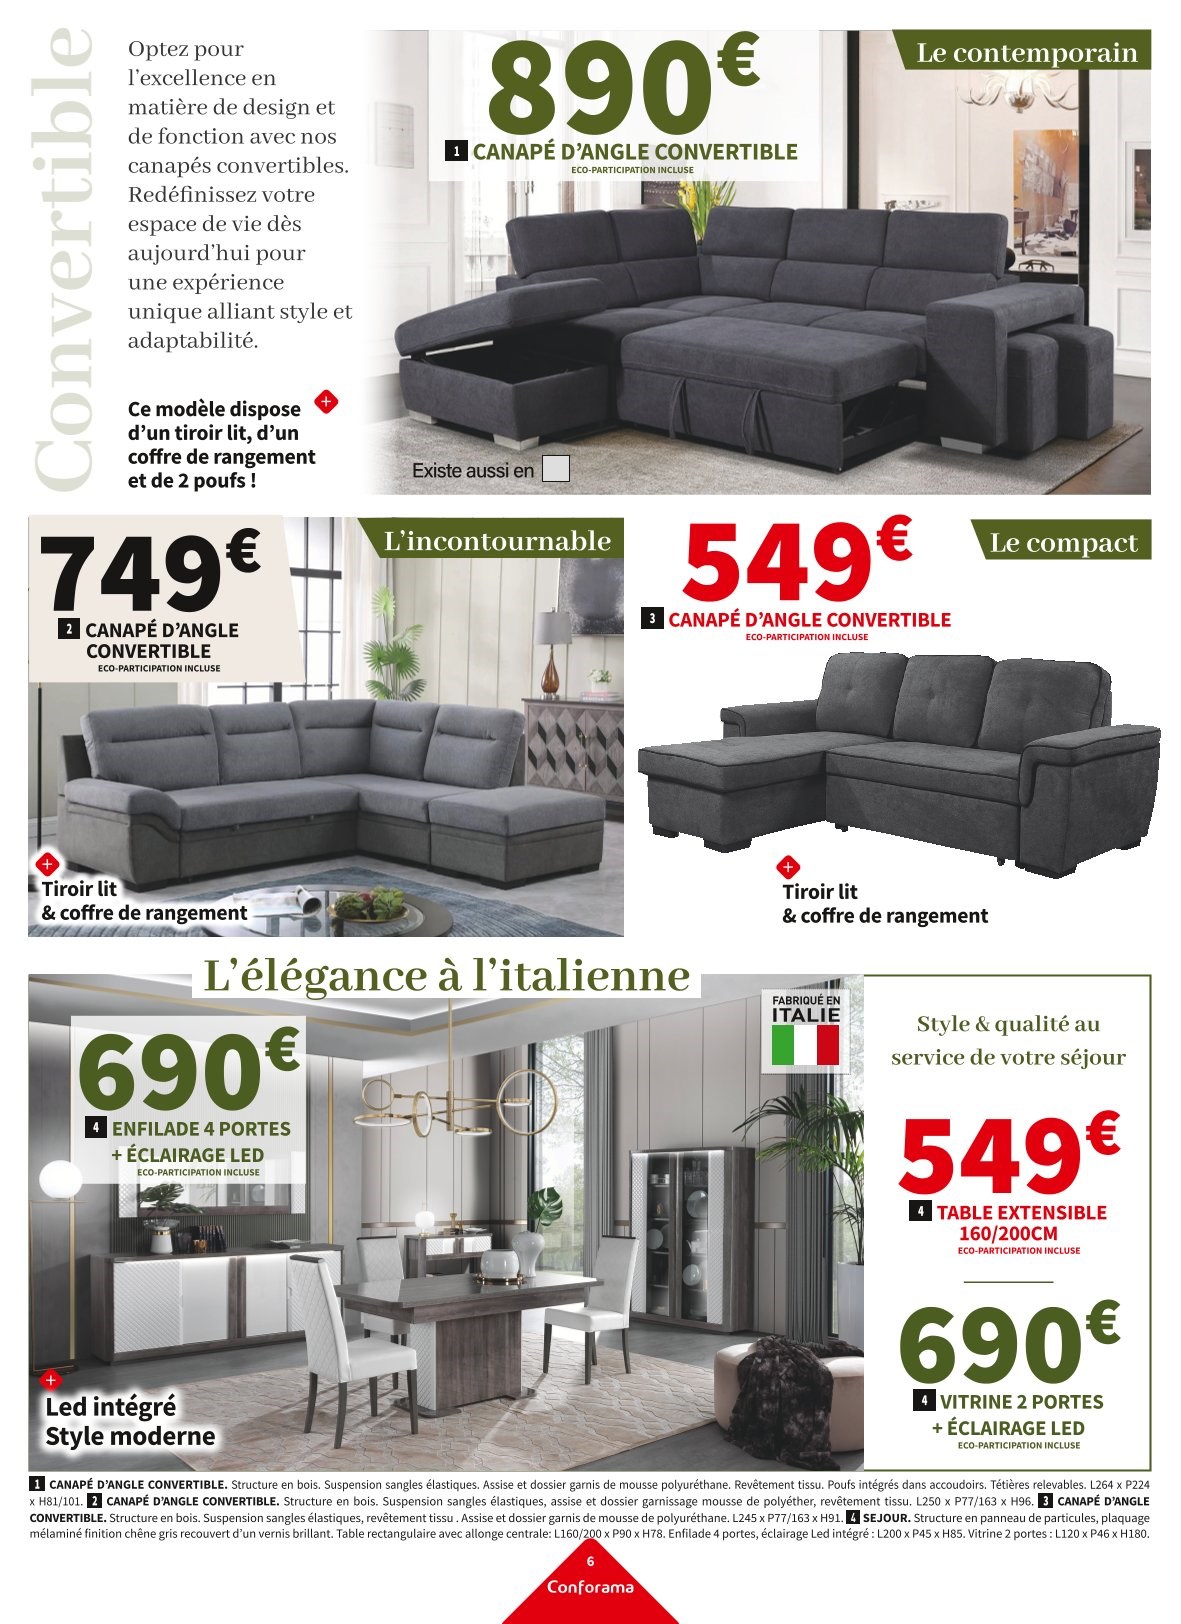 Convertible
Optez pour
l'excellence en
matière de design et
de fonction avec nos
canapés convertibles.
Redéfinissez votre
espace de vie dès
aujourd'hui pour
une expérience
unique alliant style et
adaptabilité.
Ce modèle dispose
d'un tiroir lit, d'un
coffre de rangement
et de 2 poufs !
Le contemporain
890€
1 CANAPÉ D'ANGLE CONVERTIBLE
ECO-PARTICIPATION INCLUSE
Existe aussi en
749€
2 CANAPÉ D'ANGLE
CONVERTIBLE
ECO-PARTICIPATION INCLUSE
L'incontournable
Tiroir lit
& coffre de rangement
549€
Le compact
3 CANAPÉ D'ANGLE CONVERTIBLE
ECO-PARTICIPATION INCLUSE
Tiroir lit
& coffre de rangement
L'élégance à l'italienne
690€
4 ENFILADE 4 PORTES
+ ÉCLAIRAGE LED
ECO-PARTICIPATION INCLUSE
FABRIQUÉ EN
ITALIE
Led intégré
Style moderne
Style & qualité au
service de votre séjour
549€
4 TABLE EXTENSIBLE
160/200CM
ECO-PARTICIPATION INCLUSE
690€
4 VITRINE 2 PORTES
+ ÉCLAIRAGE LED
ECO-PARTICIPATION INCLUSE
1 CANAPÉ D'ANGLE CONVERTIBLE. Structure en bois. Suspension sangles élastiques. Assise et dossier garnis de mousse polyuréthane. Revêtement tissu. Poufs intégrés dans accoudoirs. Tétières relevables. L264 x P224
x H81/101. 2 CANAPÉ D'ANGLE CONVERTIBLE. Structure en bois. Suspension sangles élastiques, assise et dossier garnissage mousse de polyéther, revêtement tissu. L250 x P77/163 x H96. 3 CANAPÉ D'ANGLE
CONVERTIBLE. Structure en bois. Suspension sangles élastiques, revêtement tissu . Assise et dossier garnis de mousse de polyuréthane. L245 x P77/163 x H91. 4 SEJOUR. Structure en panneau de particules, plaquage
mélaminé finition chêne gris recouvert d'un vernis brillant. Table rectangulaire avec allonge centrale: L160/200 x P90 x H78. Enfilade 4 portes, éclairage Led intégré : L200 x P45 x H85. Vitrine 2 portes : L120 x P46 x H180.
6
Conforama